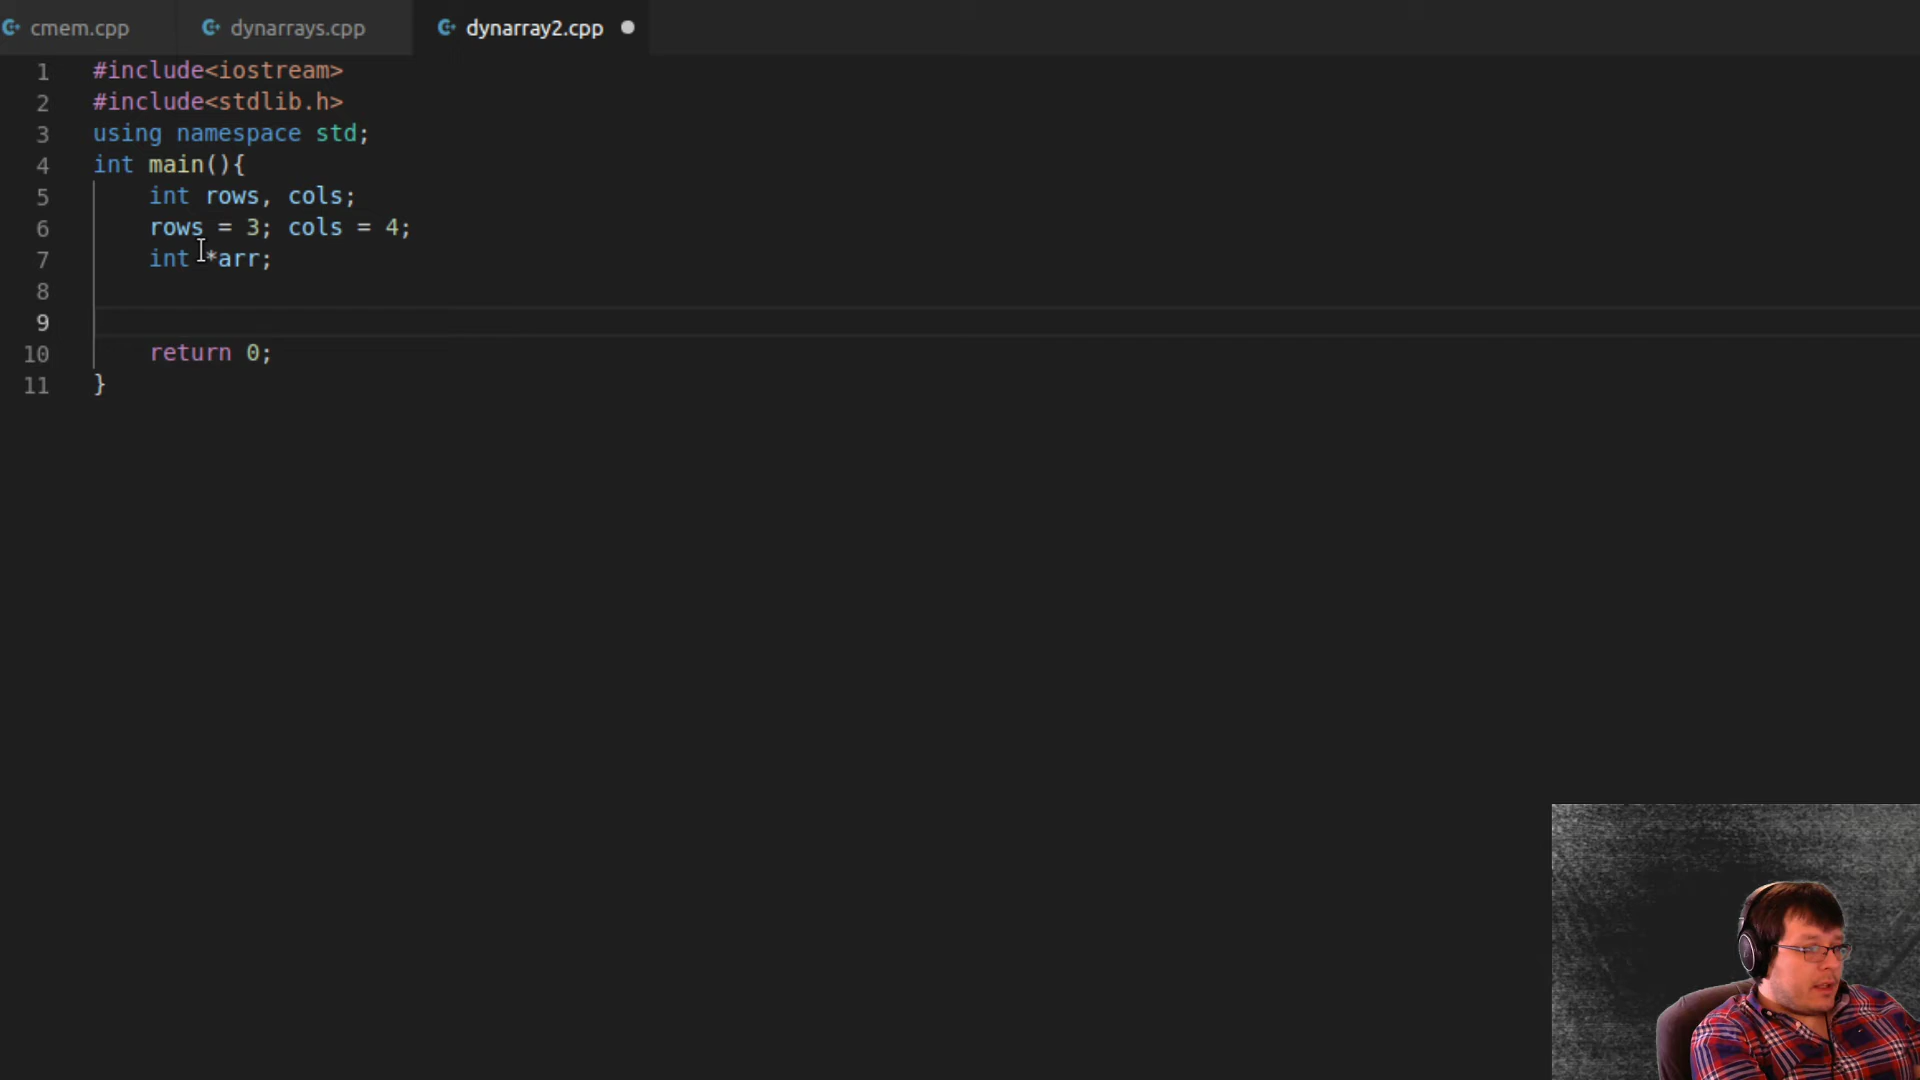 cmem.cpp dynarrays.cpp dynarray2.cpp
1 #include<iostream>
2 #include<stdlib.h>
3 using namespace std;
4 int main(){
5 int rows, cols;
6 rows = 3; cols = 4;
7 int *arr;
8
9
10 return 0;
11 }